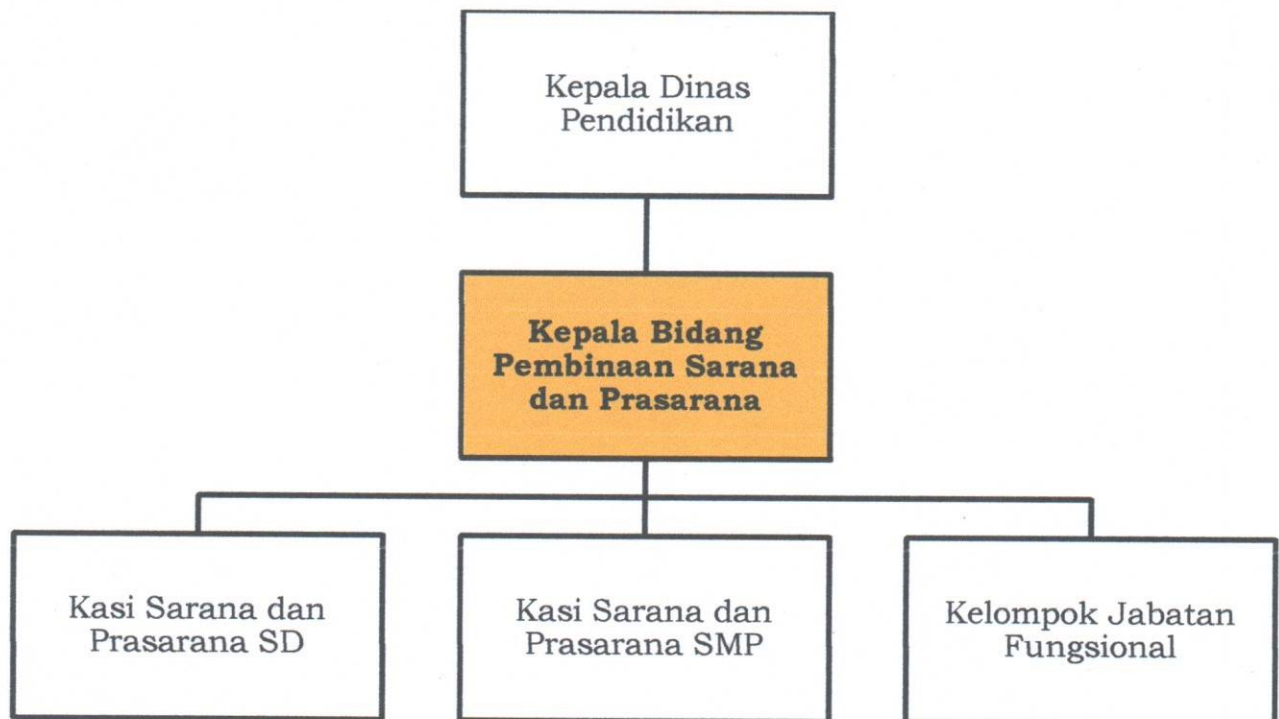 Kepala Dinas
Pendidikan
Kepala Bidang
Pembinaan Sarana
dan Prasarana
Kasi Sarana dan
Prasarana SD
Kasi Sarana dan
Prasarana SMP
Kelompok Jabatan
Fungsional